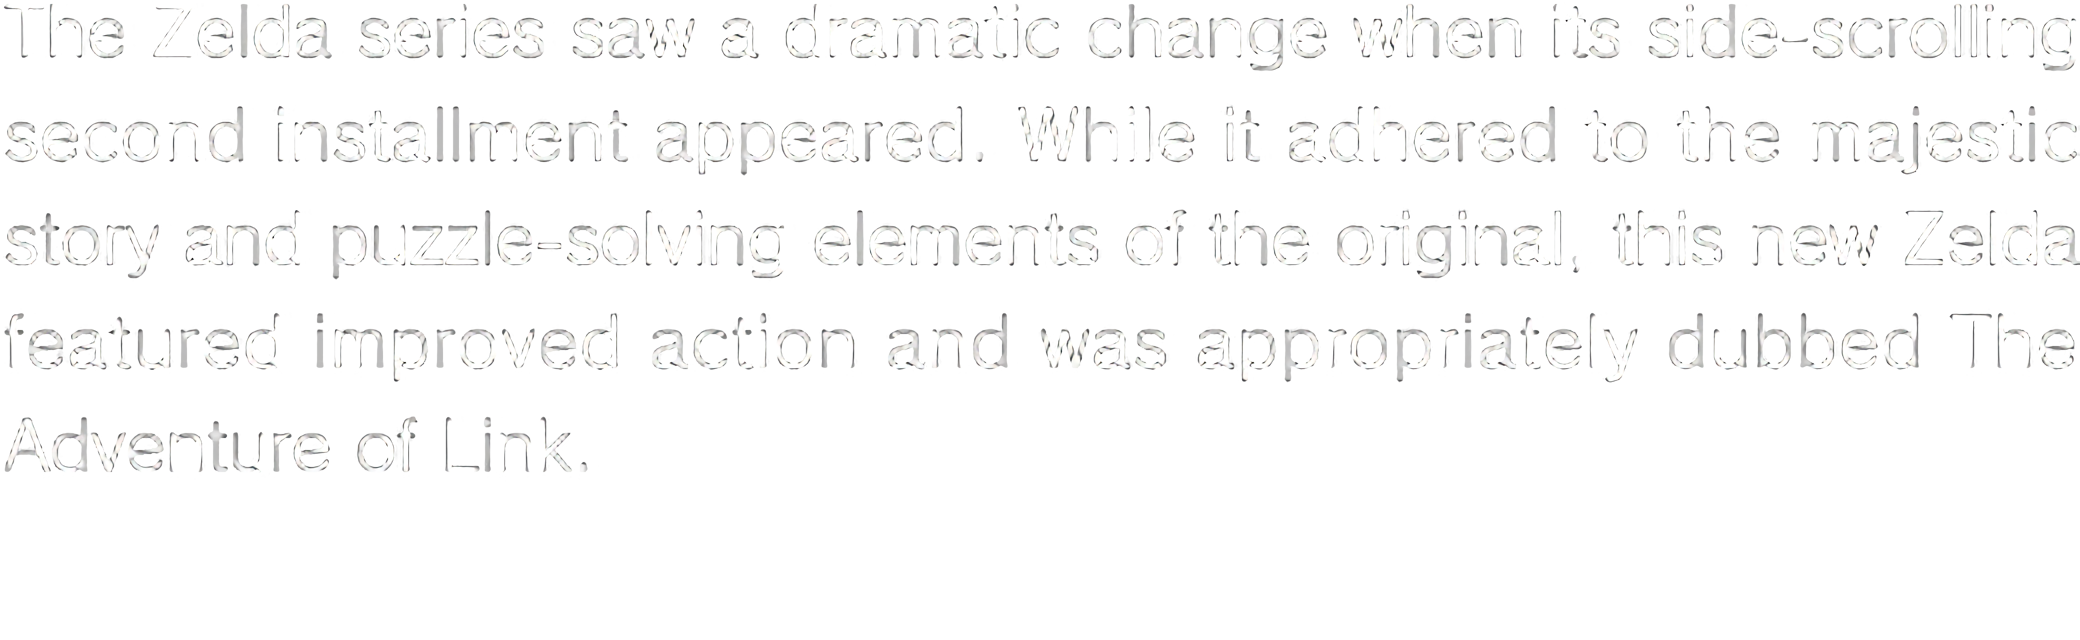 The Zelda series saw a dramatic change when its side-scrolling
second installment appeared. While it adhered to the majestic
story and puzzle-solving elements of the original, this new Zelda
featured improved action and was appropriately dubbed The
Adventure of Link.